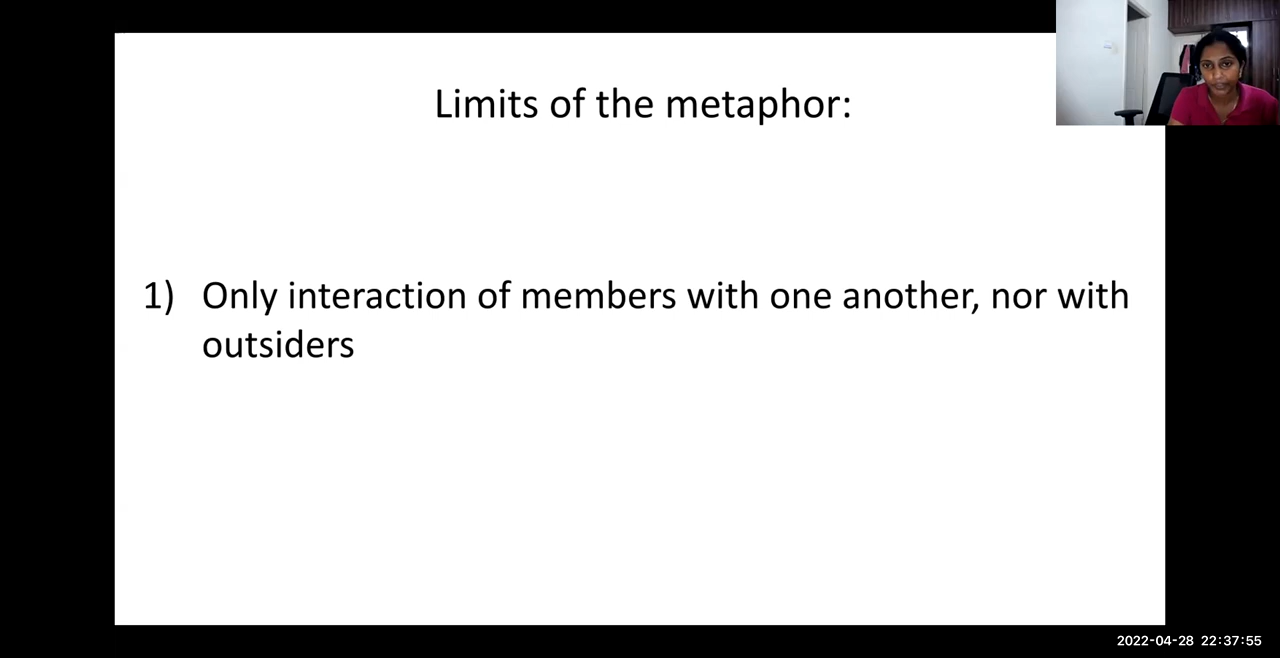 Limits of the metaphor:
1) Only interaction of members with one another, nor with
outsiders
2022-04-28 22:37:55